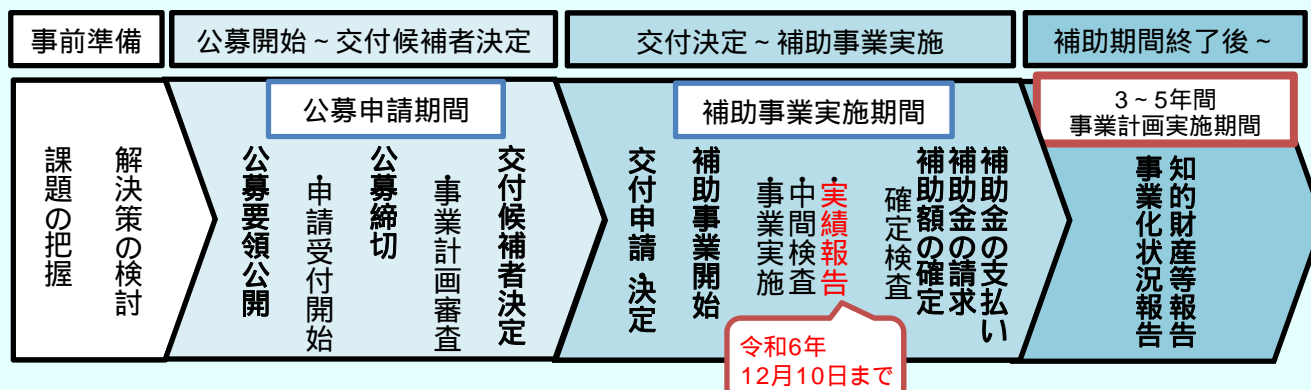 事前準備
公募開始~交付候補者決定
交付決定~補助事業実施
補助期間終了後~
課題の把握
解決策の検討
公募申請期間
公募要領公開
・申請受付開始
公募締切
・事業計画審査
交付候補者決定
補助事業実施期間
交付申請、決定
補助事業開始
・事業実施
・中間検査
・実績報告
令和6年
12月10日まで
確定検査
補助額の確定
補助金の請求
補助金の支払い
3~5年間
事業計画実施期間
事業化状況報告
知的財産等報告